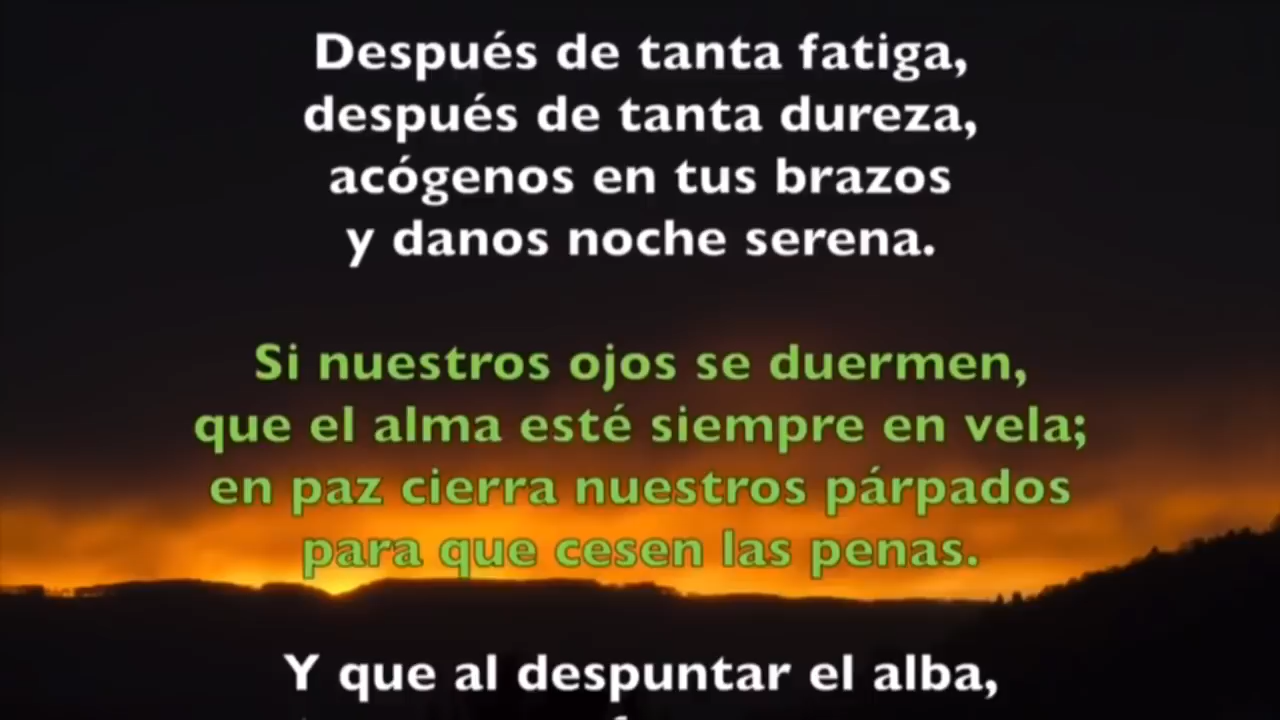 Después de tanta fatiga,
después de tanta dureza,
acógenos en tus brazos
y danos noche serena.
Si nuestros ojos se duermen,
que el alma esté siempre en vela;
en paz cierra nuestros párpados
para que cesen las penas.
Y que al despuntar el alba,